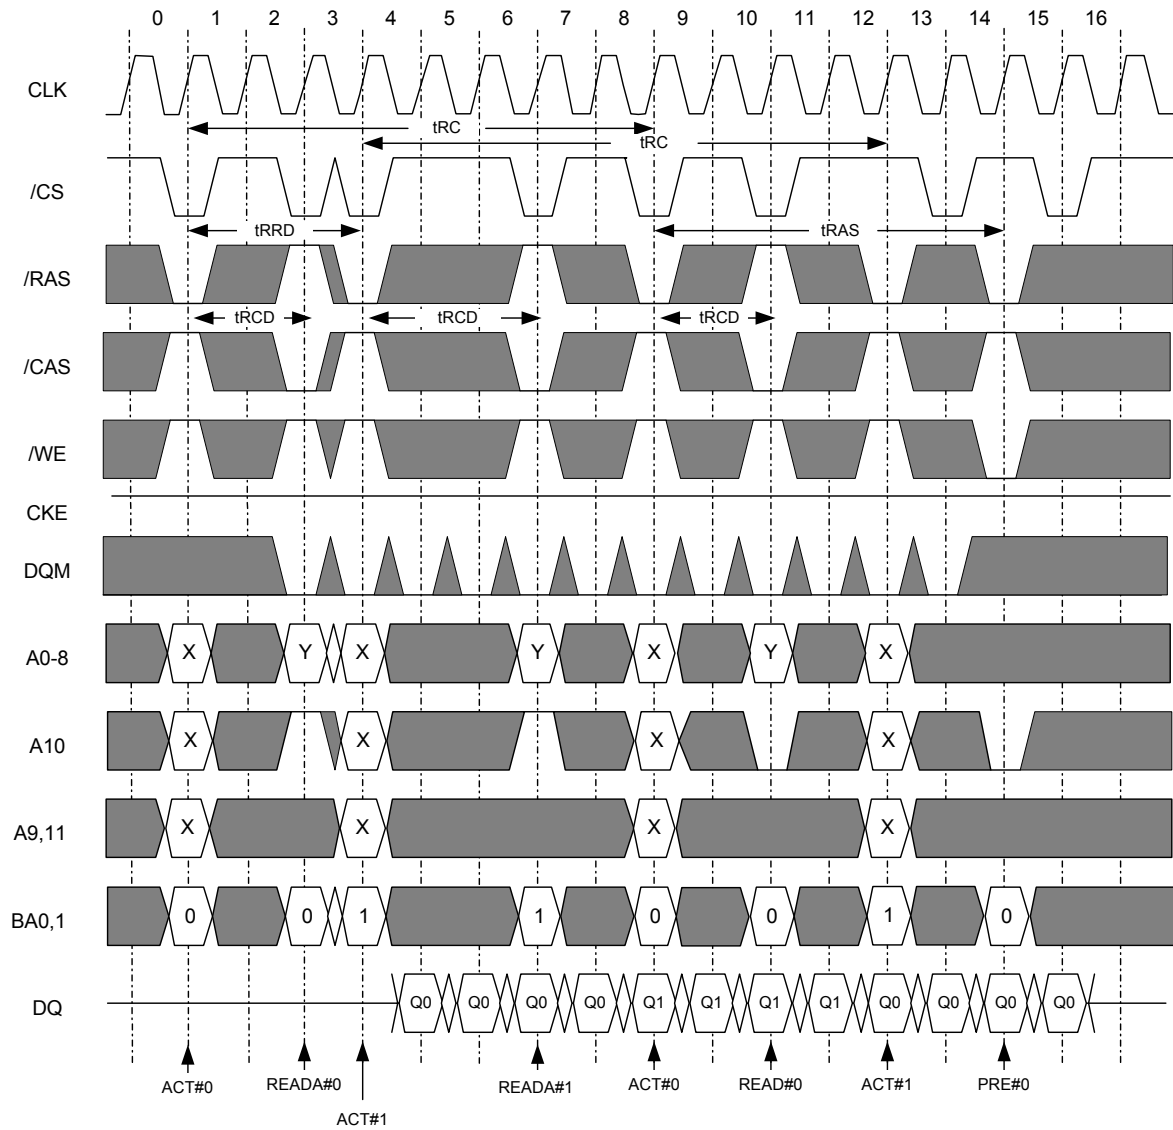 0 1 2 3 4 5 6 7 8 9 10 11 12 13 14 15 16
CLK
tRC
tRC
/CS
tRRD tRAS
/RAS
tRCD tRCD tRCD
/CAS
/WE
CKE
DQM
A0-8 X Y X Y X Y X
A10 X X X X
A9,11 X X X X
BA0,1 0 0 1 1 0 0 1 0
DQ Q0 Q0 Q0 Q0 Q1 Q1 Q1 Q1 Q0 Q0 Q0 Q0
ACT#0 READA#0 READA#1 ACT#0 READ#0 ACT#1 PRE#0
ACT#1